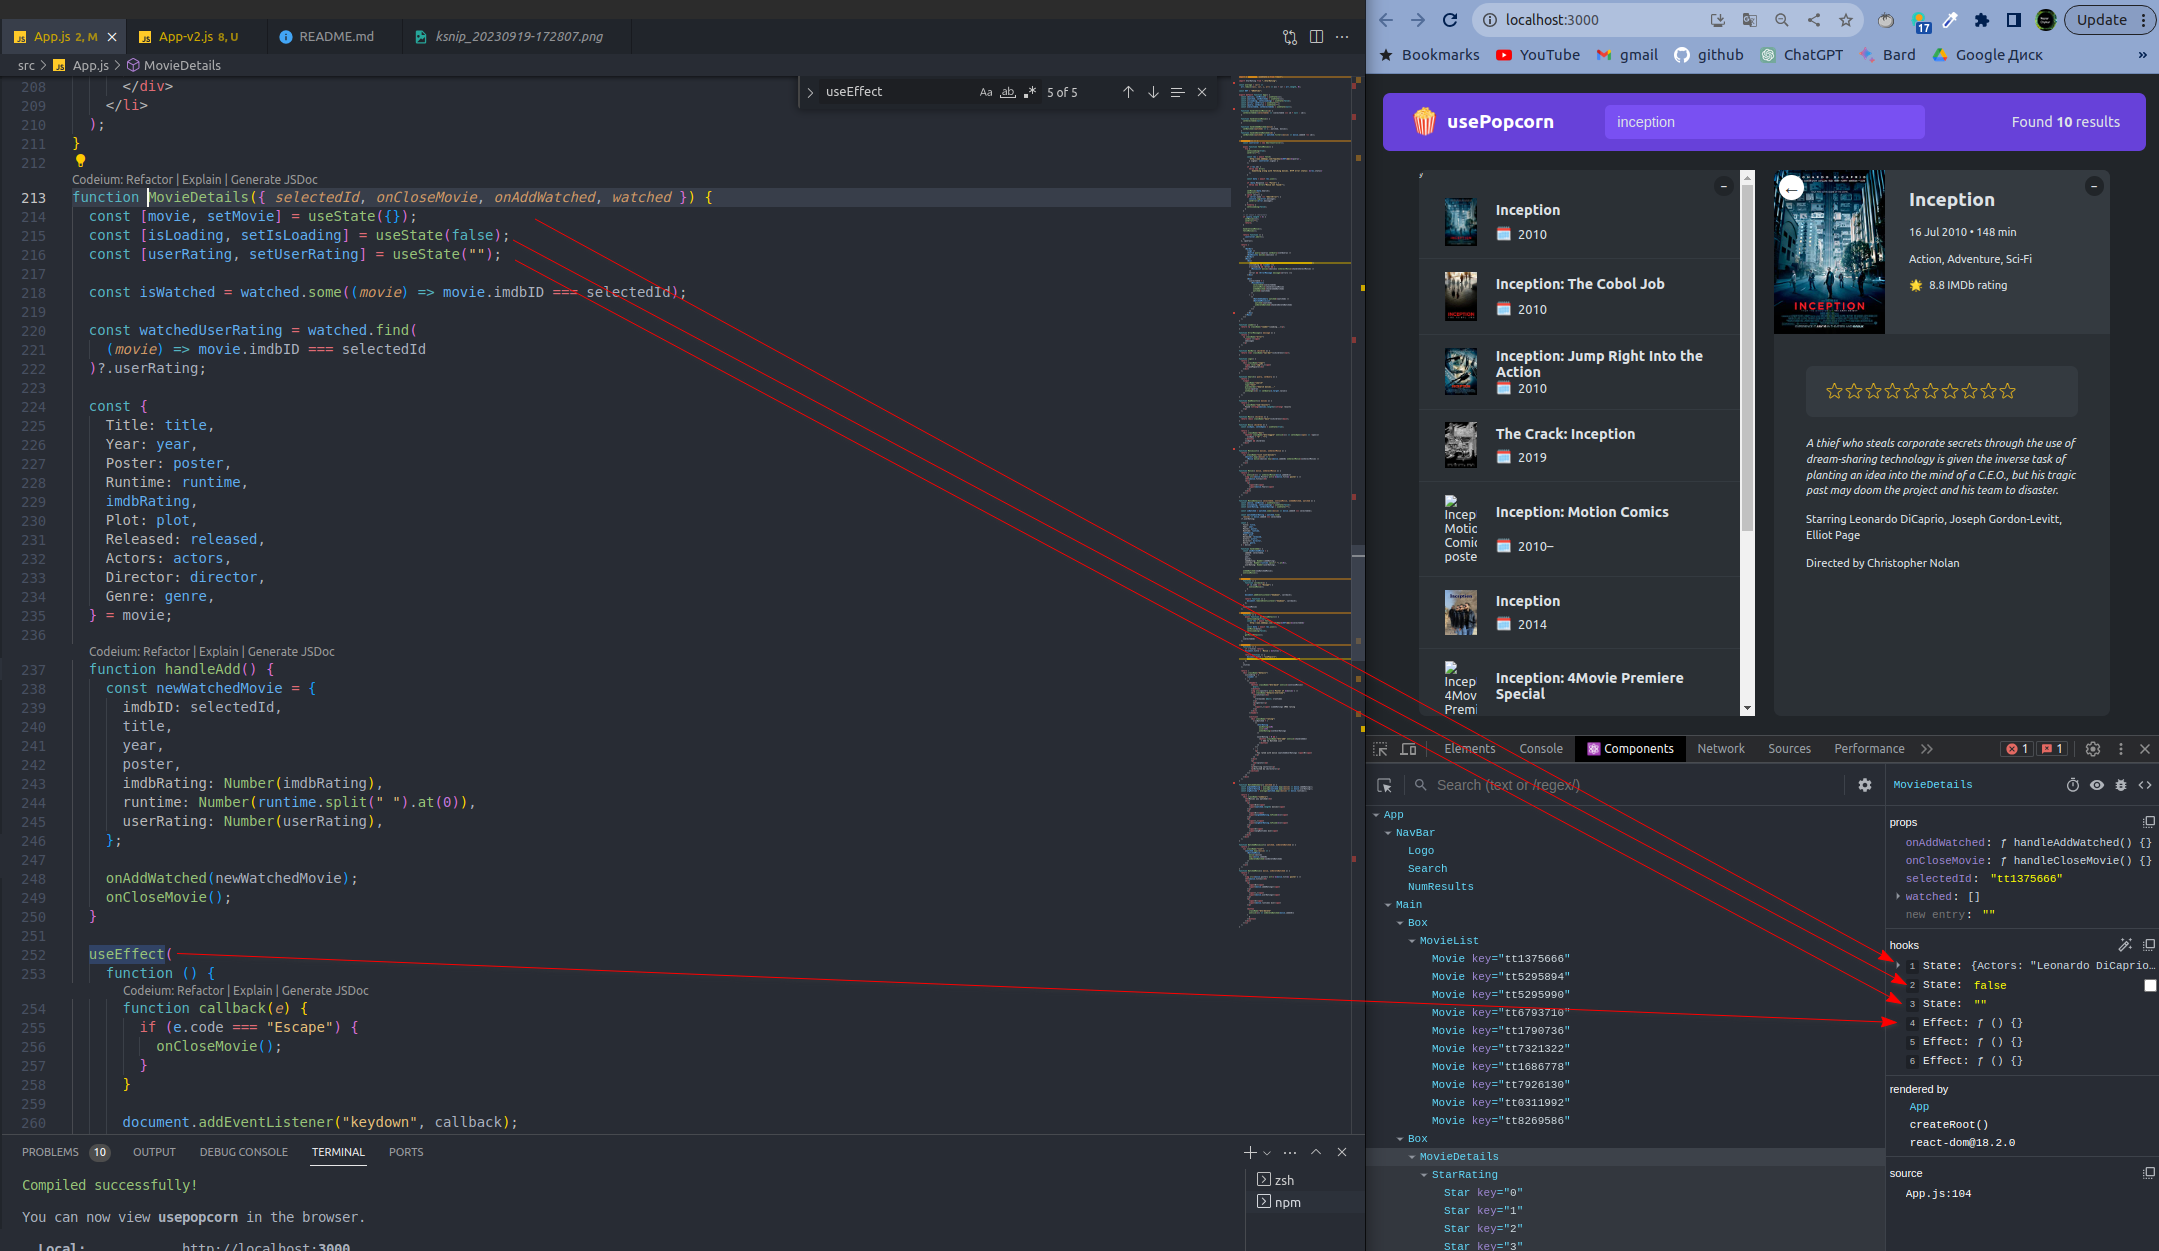 App.js 2, M
App-v2.js 8, U
README.md
ksnip_20230919-172807.png
src > App.js > MovieDetails
useEffect
Aa ab 5 of 5
208 </div>
209 </li>
210 );
211 }
212
Codeium: Refactor | Explain | Generate JSDoc
213 function MovieDetails({ selectedId, onCloseMovie, onAddWatched, watched }) {
214 const [movie, setMovie] = useState({});
215 const [isLoading, setIsLoading] = useState(false);
216 const [userRating, setUserRating] = useState("");
217
218 const isWatched = watched.some((movie) => movie.imdbID === selectedId);
219
220 const watchedUserRating = watched.find(
221 (movie) => movie.imdbID === selectedId
222 )?.userRating;
223
224 const {
225 Title: title,
226 Year: year,
227 Poster: poster,
228 Runtime: runtime,
229 imdbRating,
230 Plot: plot,
231 Released: released,
232 Actors: actors,
233 Director: director,
234 Genre: genre,
235 } = movie;
236
Codeium: Refactor | Explain | Generate JSDoc
237 function handleAdd() {
238 const newWatchedMovie = {
239 imdbID: selectedId,
240 title,
241 year,
242 poster,
243 imdbRating: Number(imdbRating),
244 runtime: Number(runtime.split(" ").at(0)),
245 userRating: Number(userRating),
246 };
247
248 onAddWatched(newWatchedMovie);
249 onCloseMovie();
250 }
251
252 useEffect(
253 function () {
Codeium: Refactor | Explain | Generate JSDoc
254 function callback(e) {
255 if (e.code === "Escape") {
256 onCloseMovie();
257 }
258 }
259
260 document.addEventListener("keydown", callback);
PROBLEMS 10 OUTPUT DEBUG CONSOLE TERMINAL PORTS
Compiled successfully!
You can now view usepopcorn in the browser.
Local: http://localhost:3000
zsh
npm
localhost:3000
17
Update
Bookmarks YouTube gmail github ChatGPT Bard Google Диск »
usePopcorn
inception
Found 10 results
Inception
2010
Inception: The Cobol Job
2010
Inception: Jump Right Into the
Action
2010
The Crack: Inception
2019
Incep
Motion
Comic
poste
Inception: Motion Comics
2010–
Inception
2014
Incep
4Mov
Premi
Inception: 4Movie Premiere
Special
INCEPTION
Inception
16 Jul 2010 • 148 min
Action, Adventure, Sci-Fi
8.8 IMDb rating
A thief who steals corporate secrets through the use of
dream-sharing technology is given the inverse task of
planting an idea into the mind of a C.E.O., but his tragic
past may doom the project and his team to disaster.
Starring Leonardo DiCaprio, Joseph Gordon-Levitt,
Elliot Page
Directed by Christopher Nolan
Elements Console Components Network Sources Performance 1 1
Search (text or /regex/)
App
NavBar
Logo
Search
NumResults
Main
Box
MovieList
Movie key="tt1375666"
Movie key="tt5295894"
Movie key="tt5295990"
Movie key="tt6793710"
Movie key="tt1790736"
Movie key="tt7321322"
Movie key="tt1686778"
Movie key="tt7926130"
Movie key="tt0311992"
Movie key="tt8269586"
Box
MovieDetails
StarRating
Star key="0"
Star key="1"
Star key="2"
Star key="3"
MovieDetails
props
onAddWatched: ƒ handleAddWatched() {}
onCloseMovie: ƒ handleCloseMovie() {}
selectedId: "tt1375666"
watched: []
new entry: ""
hooks
1 State: {Actors: "Leonardo DiCaprio…
2 State: false
3 State: ""
4 Effect: ƒ () {}
5 Effect: ƒ () {}
6 Effect: ƒ () {}
rendered by
App
createRoot()
react-dom@18.2.0
source
App.js:104